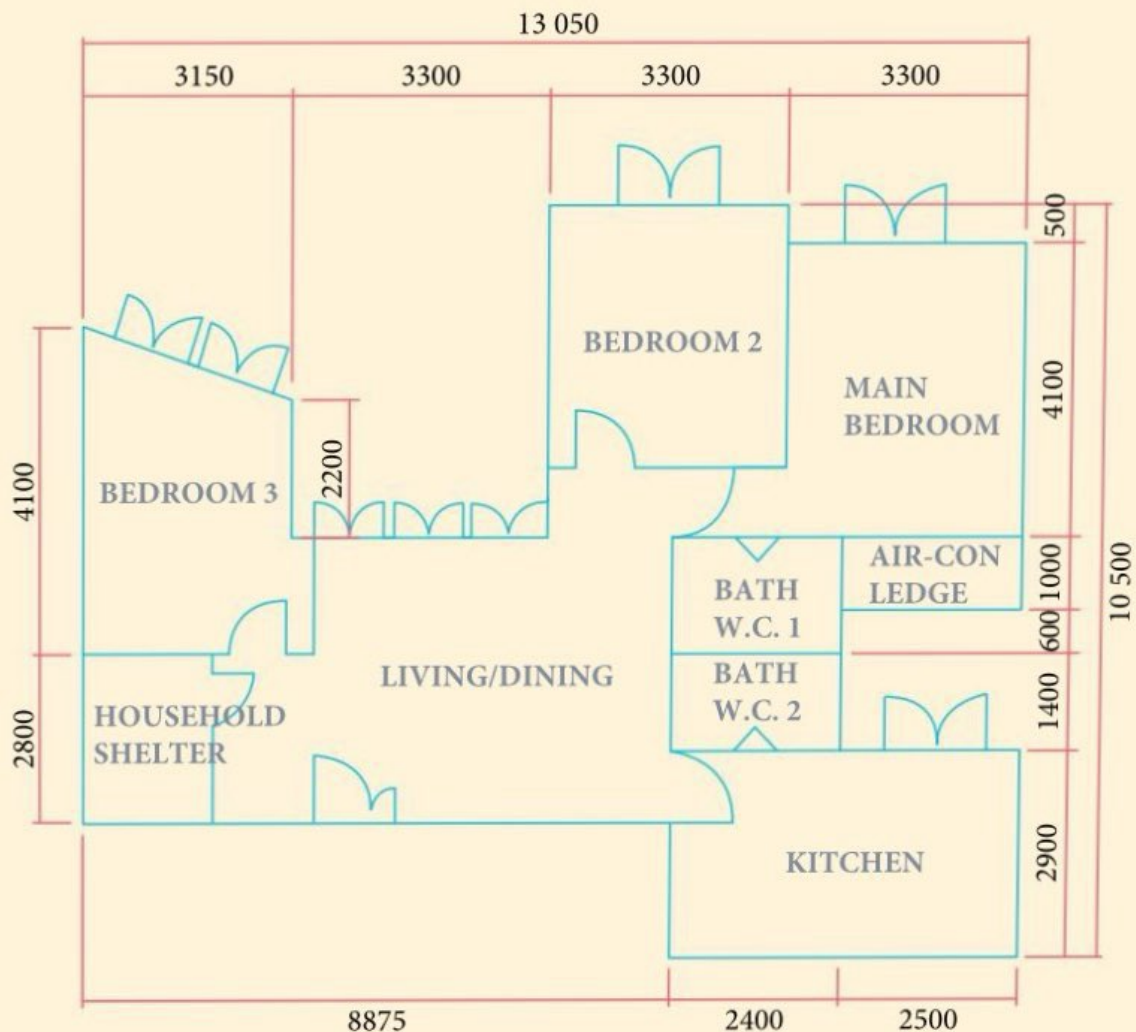 13 050
3150
3300
3300
3300
500
BEDROOM 2
MAIN
BEDROOM
4100
4100
2200
BEDROOM 3
AIR-CON
LEDGE
1000
10 500
BATH
W.C. 1
600
LIVING/DINING
BATH
W.C. 2
1400
HOUSEHOLD
SHELTER
2800
KITCHEN
2900
8875
2400
2500